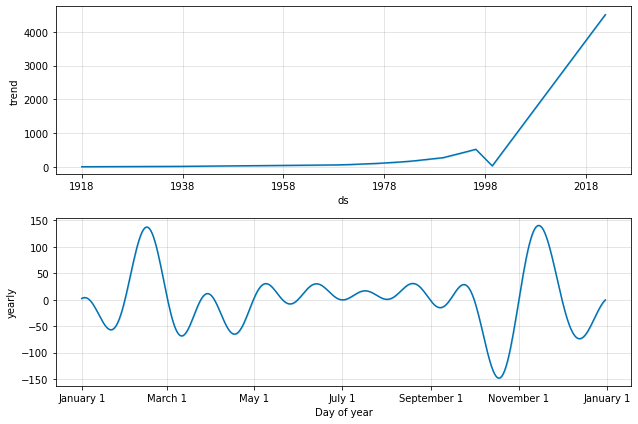 4000
3000
2000
1000
0
trend
1918 1938 1958 1978 1998 2018
ds
150
100
50
0
−50
−100
−150
yearly
January 1 March 1 May 1 July 1 September 1 November 1 January 1
Day of year